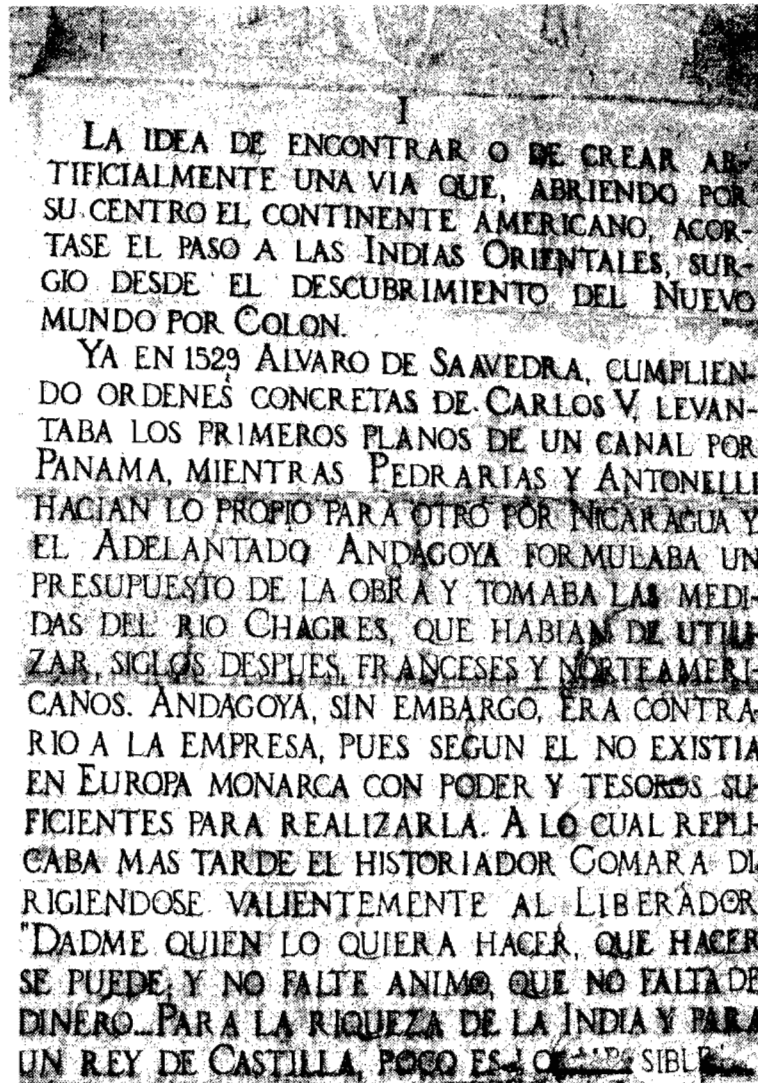 I
LA IDEA DE ENCONTRAR O DE CREAR AR-
TIFICIALMENTE UNA VIA QUE, ABRIENDO POR
SU CENTRO EL CONTINENTE AMERICANO, ACOR-
TASE EL PASO A LAS INDIAS ORIENTALES, SUR-
GIO DESDE EL DESCUBRIMIENTO DEL NUEVO
MUNDO POR COLON.
YA EN 1529 ALVARO DE SAAVEDRA, CUMPLIEN-
DO ORDENES CONCRETAS DE CARLOS V, LEVAN-
TABA LOS PRIMEROS PLANOS DE UN CANAL POR
PANAMA, MIENTRAS PEDRARIAS Y ANTONELLI
HACIAN LO PROPIO PARA OTRO POR NICARAGUA Y
EL ADELANTADO ANDAGOYA FORMULABA UN
PRESUPUESTO DE LA OBRA Y TOMABA LAS MEDI-
DAS DEL RIO CHAGRES, QUE HABIAN DE UTILI-
ZAR, SIGLOS DESPUES, FRANCESES Y NORTEAMERI-
CANOS. ANDAGOYA, SIN EMBARGO, ERA CONTRA-
RIO A LA EMPRESA, PUES SEGUN EL NO EXISTIA
EN EUROPA MONARCA CON PODER Y TESOROS SU-
FICIENTES PARA REALIZARLA. A LO CUAL REPLI-
CABA MAS TARDE EL HISTORIADOR GOMARA DI
RIGIENDOSE VALIENTEMENTE AL LIBERADOR
"DADME QUIEN LO QUIERA HACER, QUE HACER
SE PUEDE; Y NO FALTE ANIMO, QUE NO FALTA DE
DINERO...PARA LA RIQUEZA DE LA INDIA Y PARA
UN REY DE CASTILLA, POCO ES LO